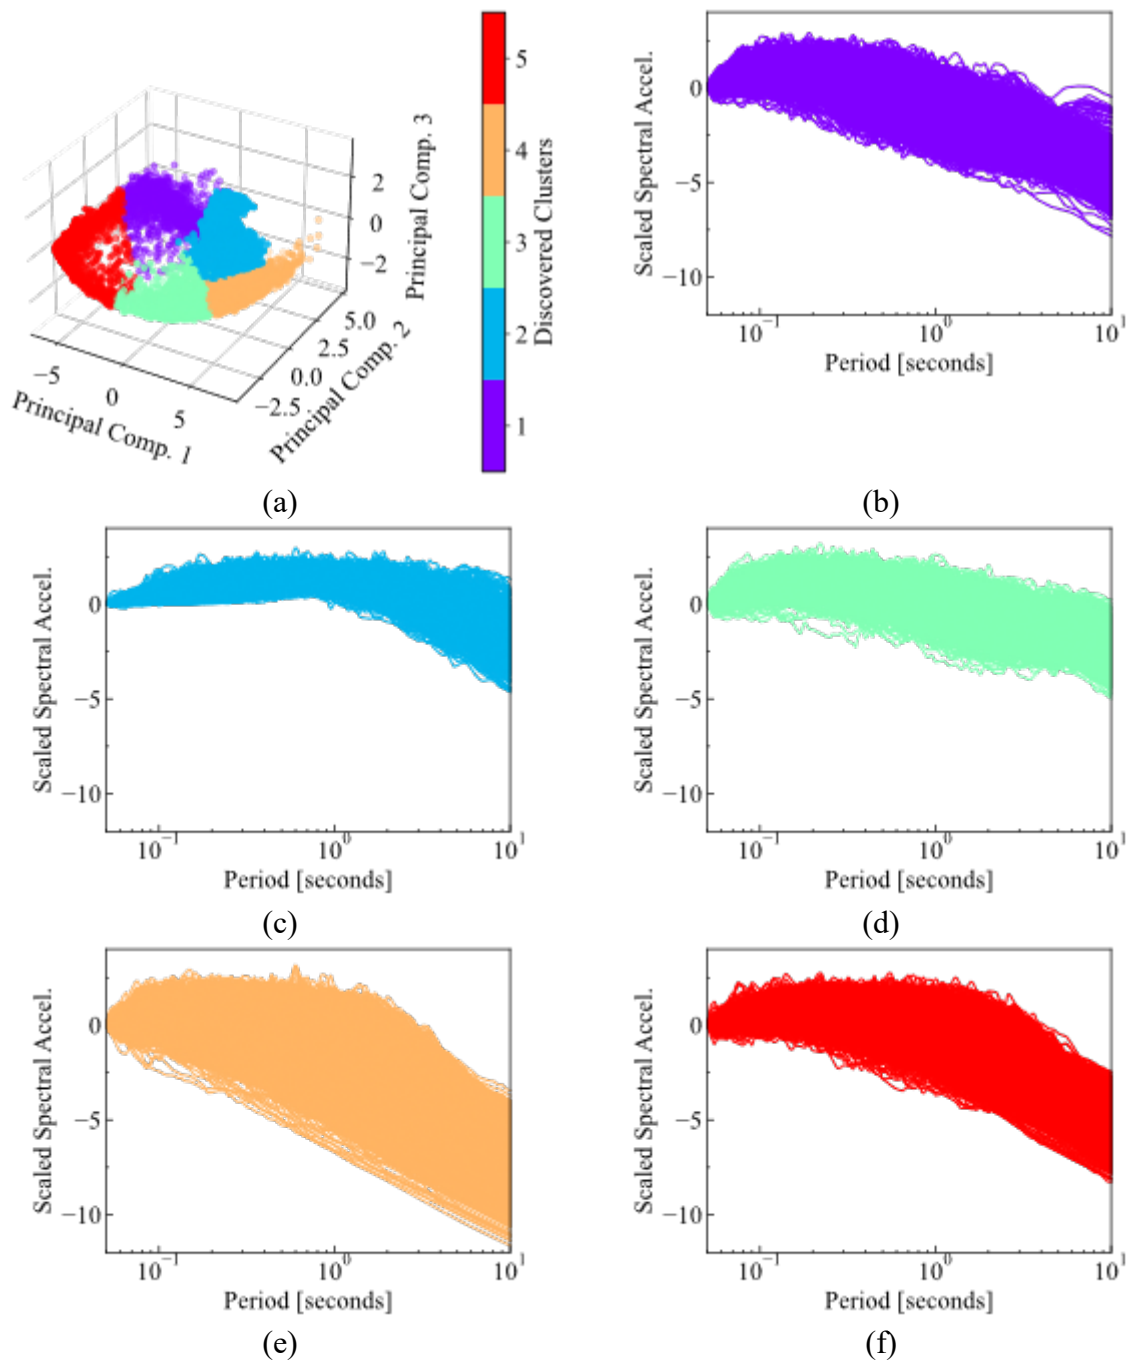 5
4
3
2
1
Discovered Clusters
2
0
−2
Principal Comp. 3
5.0
2.5
0.0
−2.5
Principal Comp. 2
−5
0
5
Principal Comp. 1
(a)
0
−5
−10
Scaled Spectral Accel.
10⁻¹ 10⁰ 10¹
Period [seconds]
(b)
0
−5
−10
Scaled Spectral Accel.
10⁻¹ 10⁰ 10¹
Period [seconds]
(c)
0
−5
−10
Scaled Spectral Accel.
10⁻¹ 10⁰ 10¹
Period [seconds]
(d)
0
−5
−10
Scaled Spectral Accel.
10⁻¹ 10⁰ 10¹
Period [seconds]
(e)
0
−5
−10
Scaled Spectral Accel.
10⁻¹ 10⁰ 10¹
Period [seconds]
(f)